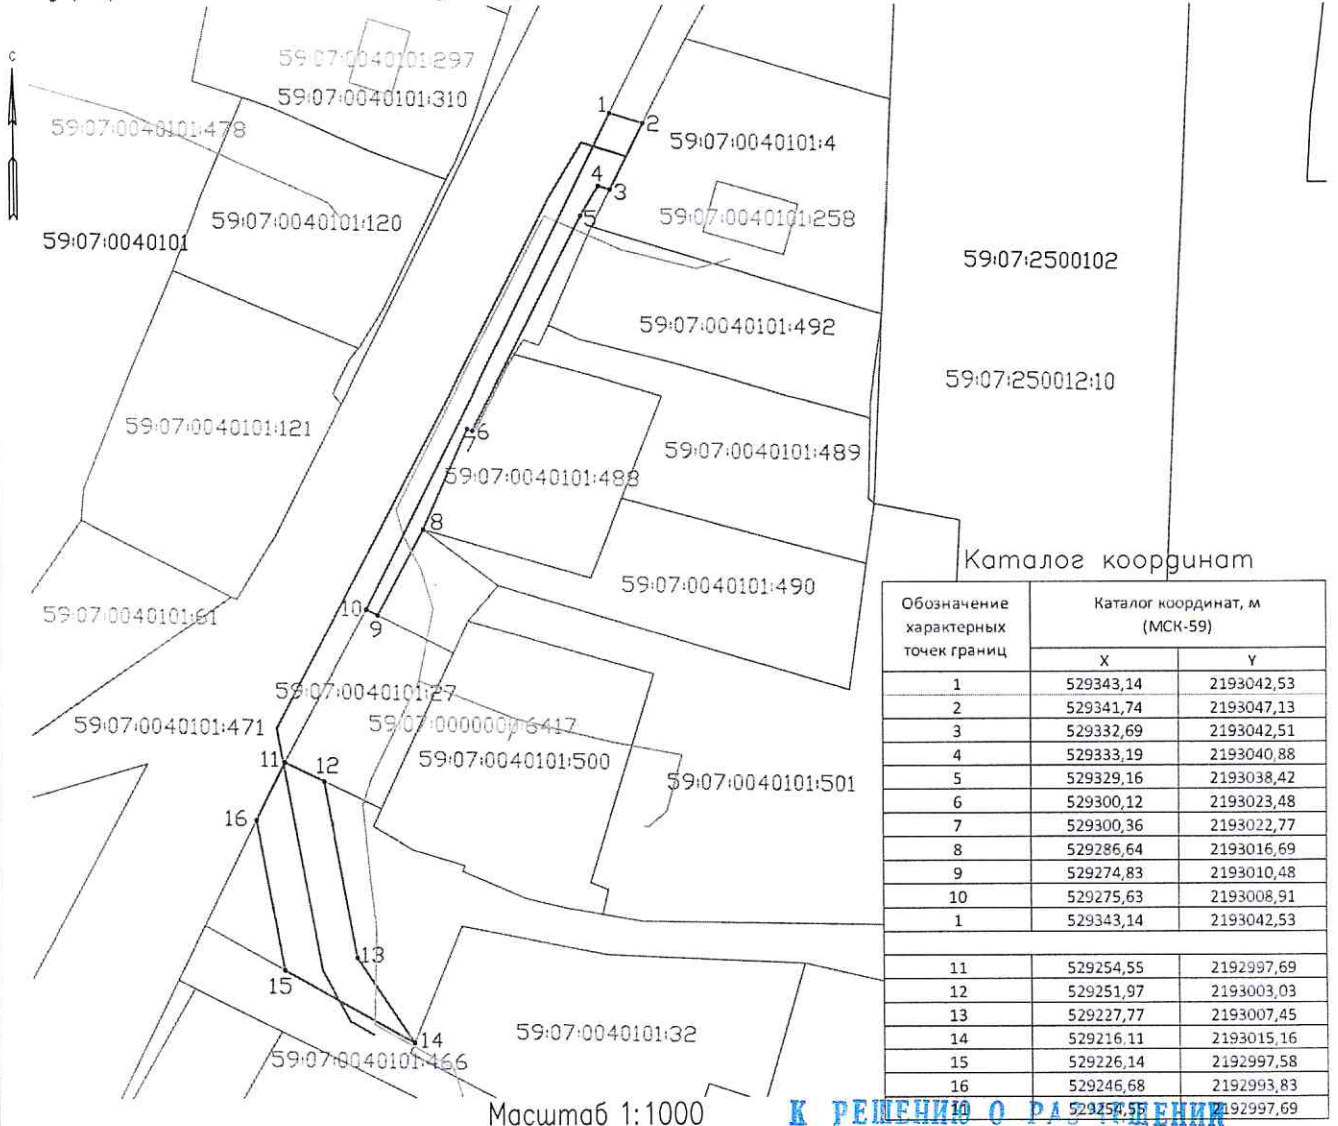 С
59:07:0040101:297
59:07:0040101:310
59:07:0040101:478
1
2
59:07:0040101:4
4
3
5
59:07:0040101:258
59:07:0040101:120
59:07:0040101
59:07:2500102
59:07:0040101:492
59:07:250012:10
59:07:0040101:121
6
7
59:07:0040101:489
59:07:0040101:488
8
59:07:0040101:490
59:07:0040101:61
10
9
59:07:0040101:27
59:07:0000000:6417
59:07:0040101:471
59:07:0040101:500
11
12
59:07:0040101:501
16
13
15
14
59:07:0040101:32
59:07:0040101:466
Масштаб 1:1000
Каталог координат
Обозначение характерных точек границ
Каталог координат, м (МСК-59)
X Y
1 529343,14 2193042,53
2 529341,74 2193047,13
3 529332,69 2193042,51
4 529333,19 2193040,88
5 529329,16 2193038,42
6 529300,12 2193023,48
7 529300,36 2193022,77
8 529286,64 2193016,69
9 529274,83 2193010,48
10 529275,63 2193008,91
1 529343,14 2193042,53
11 529254,55 2192997,69
12 529251,97 2193003,03
13 529227,77 2193007,45
14 529216,11 2193015,16
15 529226,14 2192997,58
16 529246,68 2192993,83
11 529254,55 2192997,69
К РЕШЕНИЮ О РАЗМЕЩЕНИИ